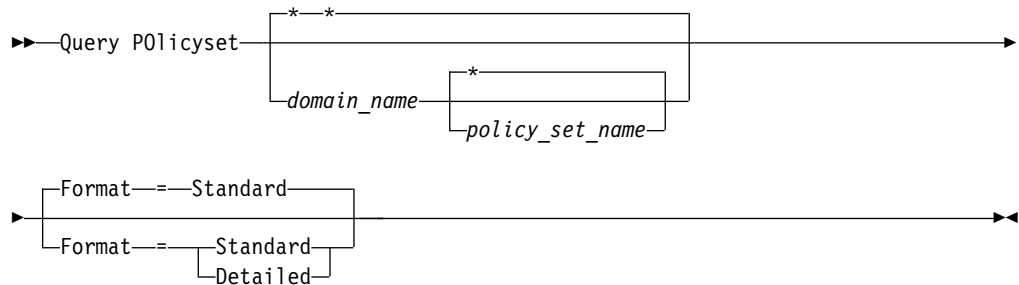 * *
Query POlicyset
*
domain_name
policy_set_name
Format = Standard
Format = Standard
Detailed